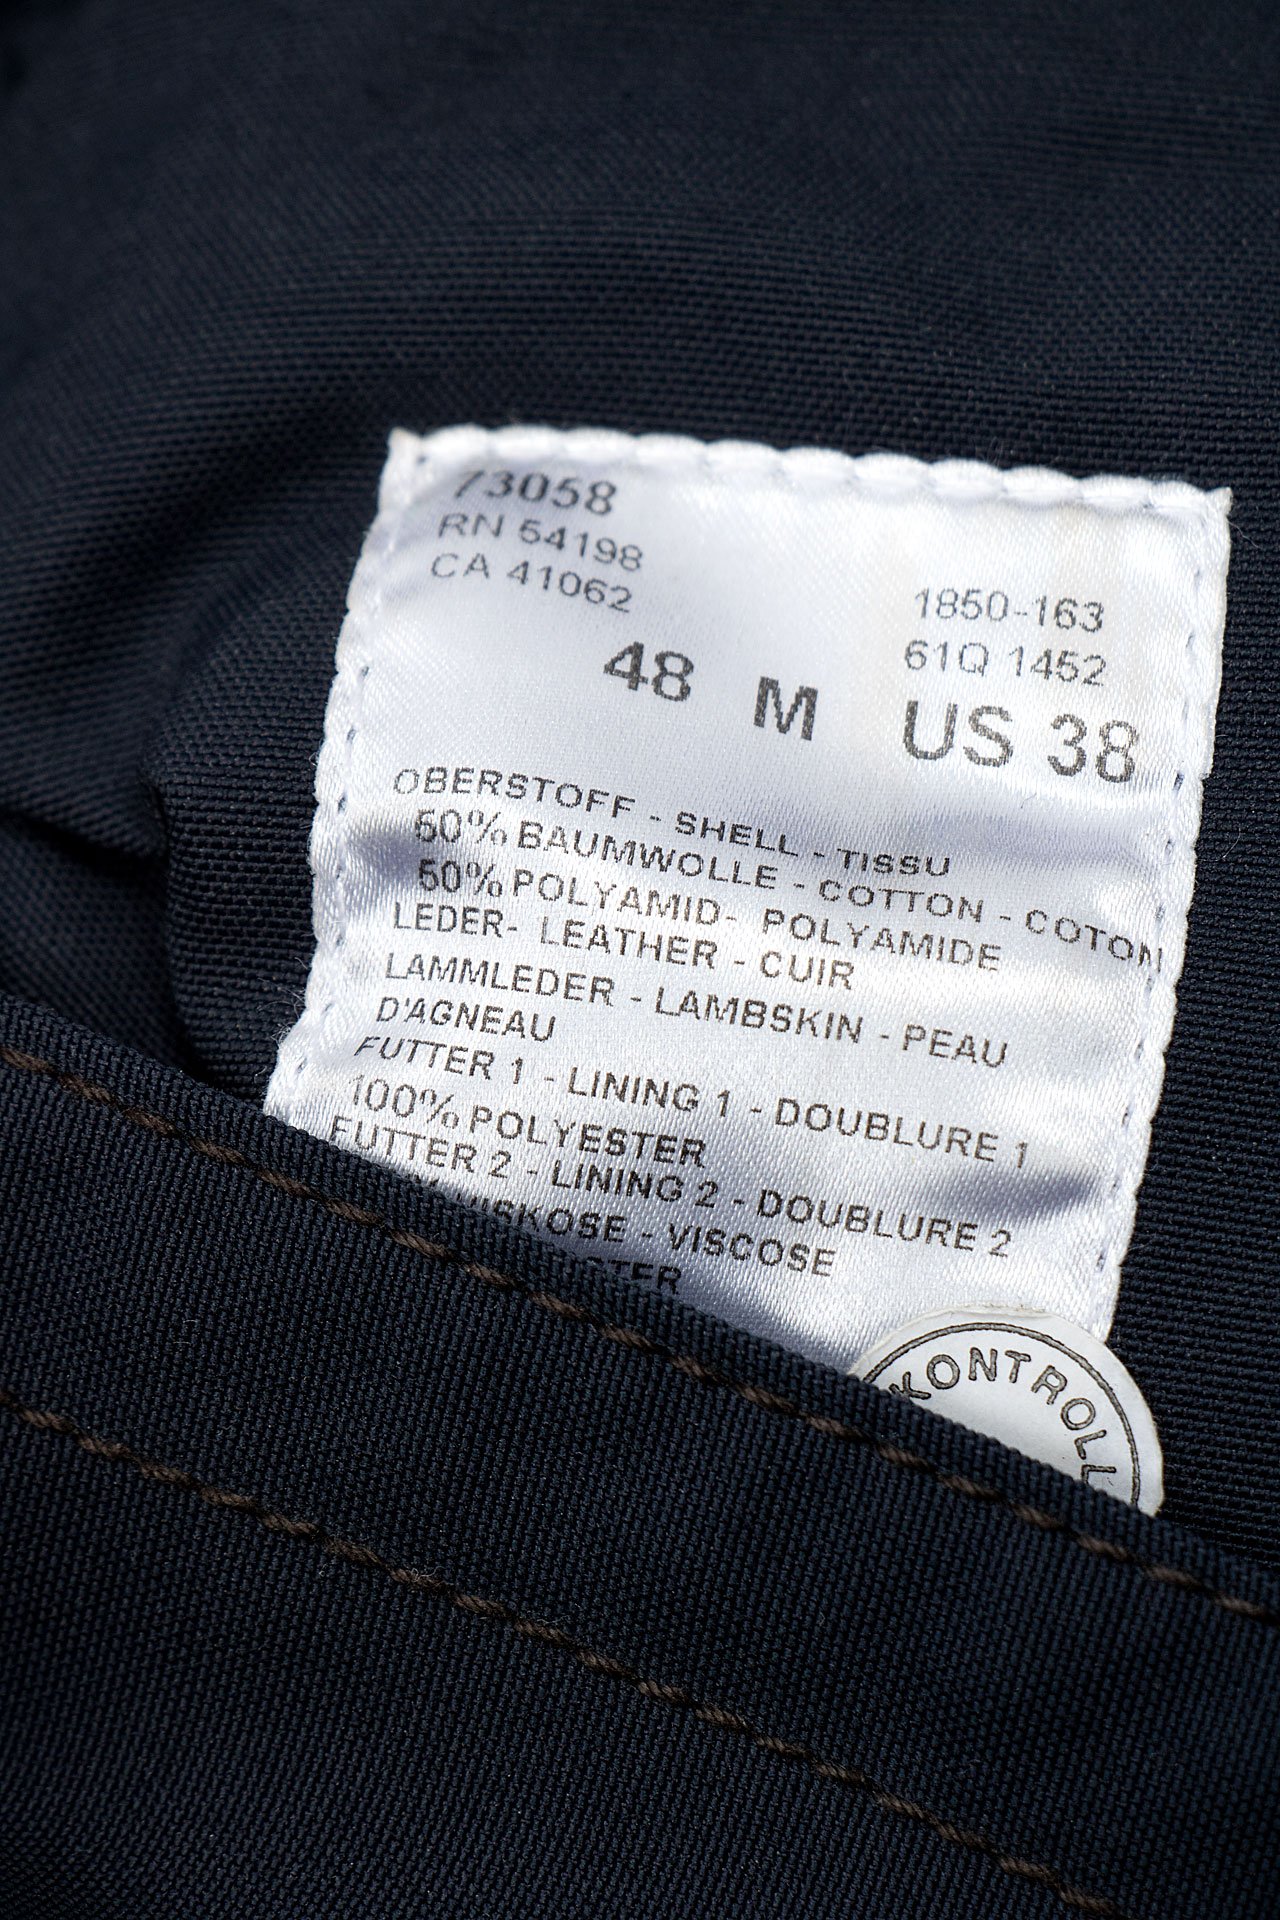 73058
RN 54198
CA 41062
1850-163
61Q 1452
48 M US 38
OBERSTOFF - SHELL - TISSU
50% BAUMWOLLE - COTTON - COTON
50% POLYAMID- POLYAMIDE
LEDER- LEATHER - CUIR
LAMMLEDER - LAMBSKIN - PEAU
D'AGNEAU
FUTTER 1 - LINING 1 - DOUBLURE 1
100% POLYESTER
FUTTER 2 - LINING 2 - DOUBLURE 2
VISKOSE - VISCOSE
KONTROLL